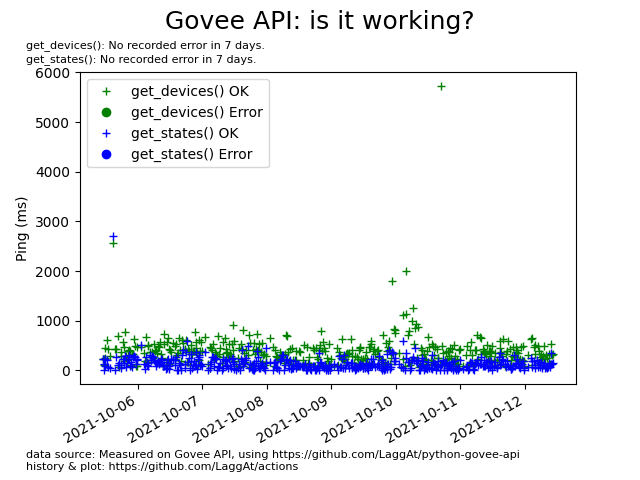 Govee API: is it working?
get_devices(): No recorded error in 7 days.
get_states(): No recorded error in 7 days.
6000
5000
4000
3000
2000
1000
0
Ping (ms)
get_devices() OK
get_devices() Error
get_states() OK
get_states() Error
2021-10-06
2021-10-07
2021-10-08
2021-10-09
2021-10-10
2021-10-11
2021-10-12
data source: Measured on Govee API, using https://github.com/LaggAt/python-govee-api
history & plot: https://github.com/LaggAt/actions